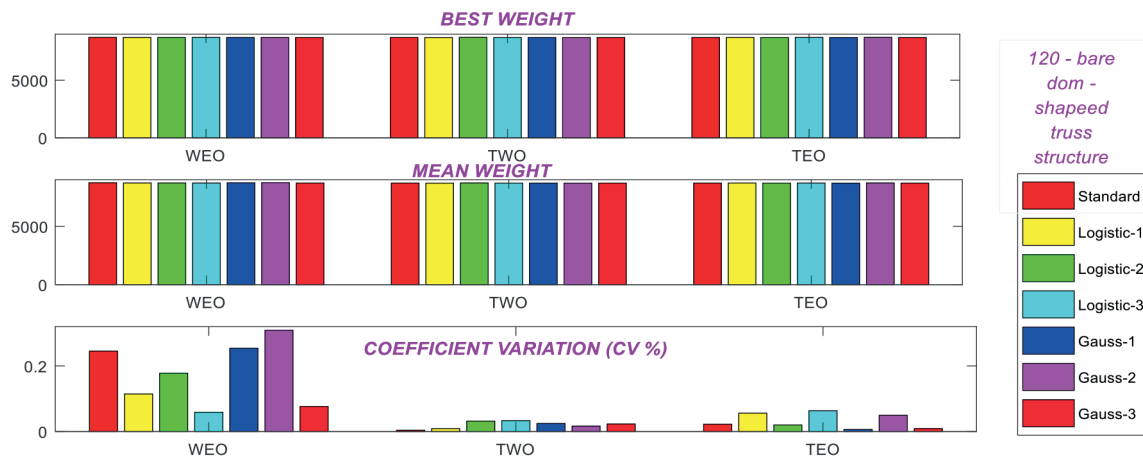 BEST WEIGHT
5000
0
WEO
TWO
TEO
MEAN WEIGHT
5000
0
WEO
TWO
TEO
COEFFICIENT VARIATION (CV %)
0.2
0
WEO
TWO
TEO
120 - bare
dom -
shapeed
truss
structure
Standard
Logistic-1
Logistic-2
Logistic-3
Gauss-1
Gauss-2
Gauss-3